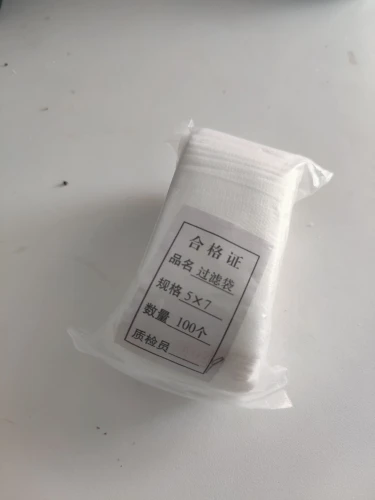 合格证
品名 过滤袋
规格 5×7
数量 100个
质检员